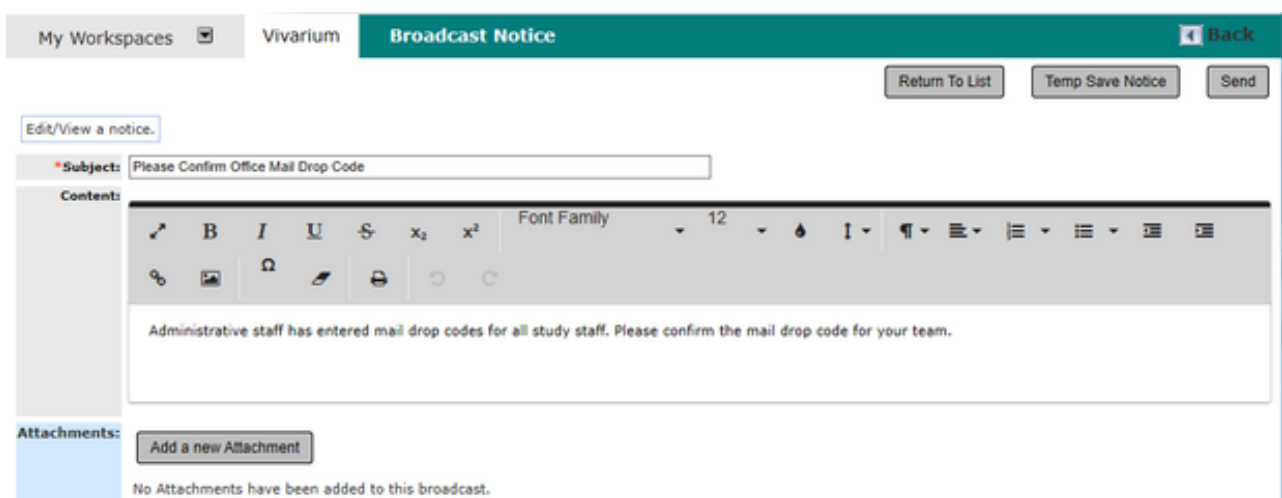 My Workspaces Vivarium Broadcast Notice Back
Return To List Temp Save Notice Send
Edit/View a notice.
*Subject: Please Confirm Office Mail Drop Code
Content:
B I U S x₂ x² Font Family 12 ¶
Ω
Administrative staff has entered mail drop codes for all study staff. Please confirm the mail drop code for your team.
Attachments:
Add a new Attachment
No Attachments have been added to this broadcast.